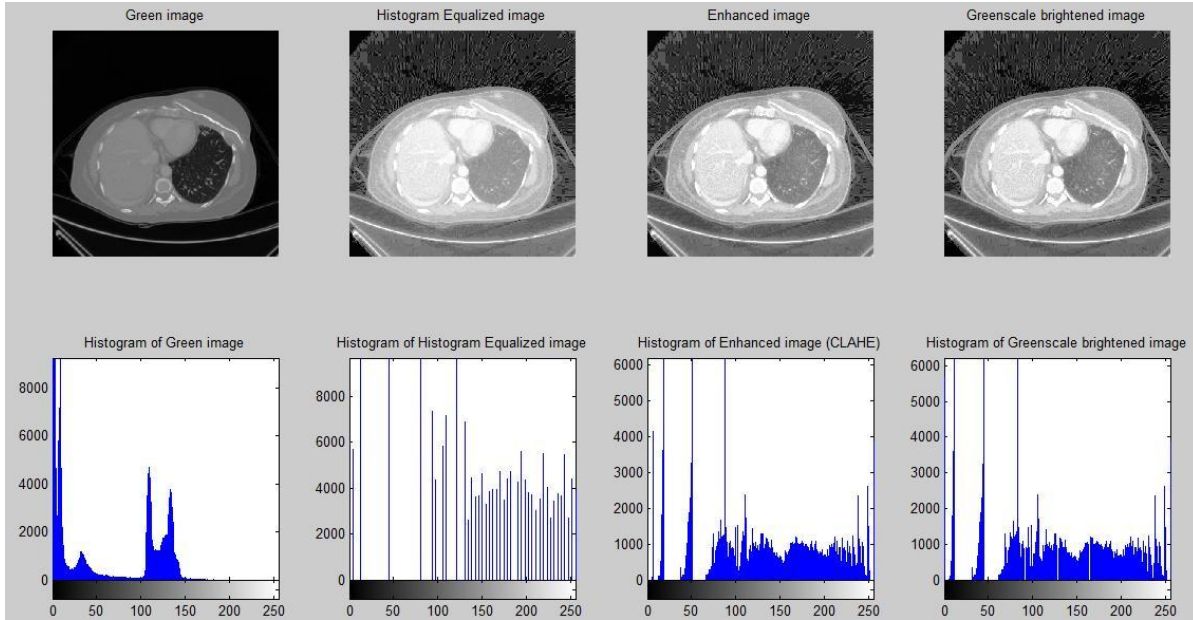 Green image
Histogram Equalized image
Enhanced image
Greenscale brightened image
Histogram of Green image
8000
6000
4000
2000
0
0 50 100 150 200 250
Histogram of Histogram Equalized image
8000
6000
4000
2000
0
0 50 100 150 200 250
Histogram of Enhanced image (CLAHE)
6000
5000
4000
3000
2000
1000
0
0 50 100 150 200 250
Histogram of Greenscale brightened image
6000
5000
4000
3000
2000
1000
0
0 50 100 150 200 250